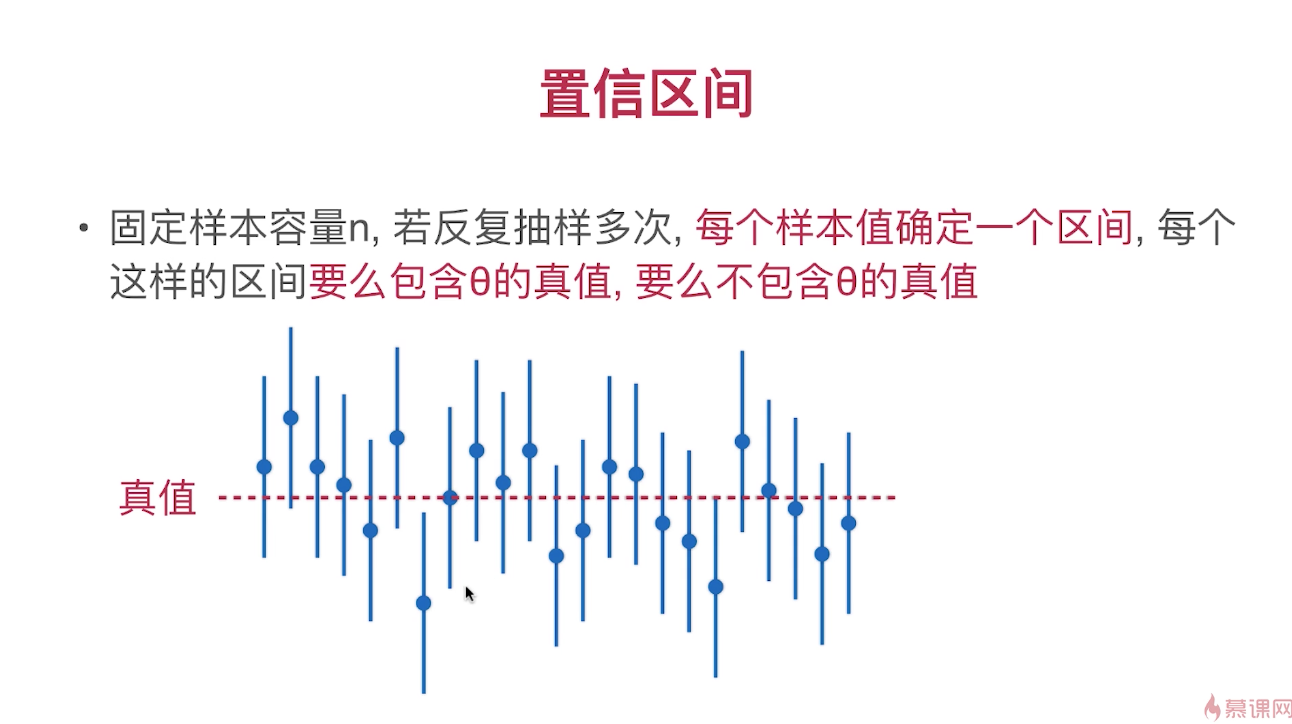 置信区间
• 固定样本容量n, 若反复抽样多次, 每个样本值确定一个区间, 每个
这样的区间要么包含θ的真值, 要么不包含θ的真值
真值
慕课网